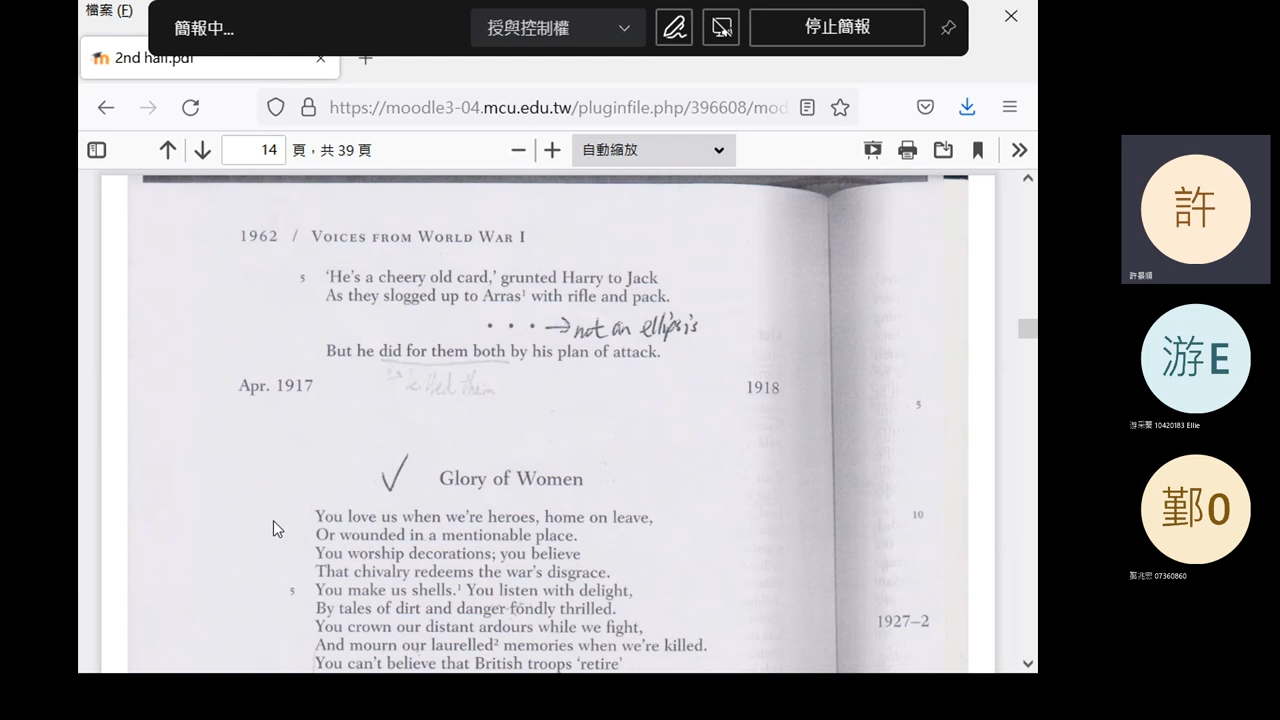 檔案 (F)
簡報中...
授與控制權
停止簡報
2nd half.pdf
https://moodle3-04.mcu.edu.tw/pluginfile.php/396608/mod
14 頁，共 39 頁
自動縮放
1962 / VOICES FROM WORLD WAR I
5 'He's a cheery old card,' grunted Harry to Jack
As they slogged up to Arras¹ with rifle and pack.
• • • → not an ellipsis
But he did for them both by his plan of attack.
killed them
Apr. 1917 1918
5
✓ Glory of Women
You love us when we're heroes, home on leave,
10
Or wounded in a mentionable place.
You worship decorations; you believe
That chivalry redeems the war's disgrace.
5 You make us shells.¹ You listen with delight,
By tales of dirt and danger fondly thrilled.
1927–2
You crown our distant ardours while we fight,
And mourn our laurelled² memories when we're killed.
You can't believe that British troops 'retire'
許
許景順
游E
10420183 Ellie
鄞0
07360860